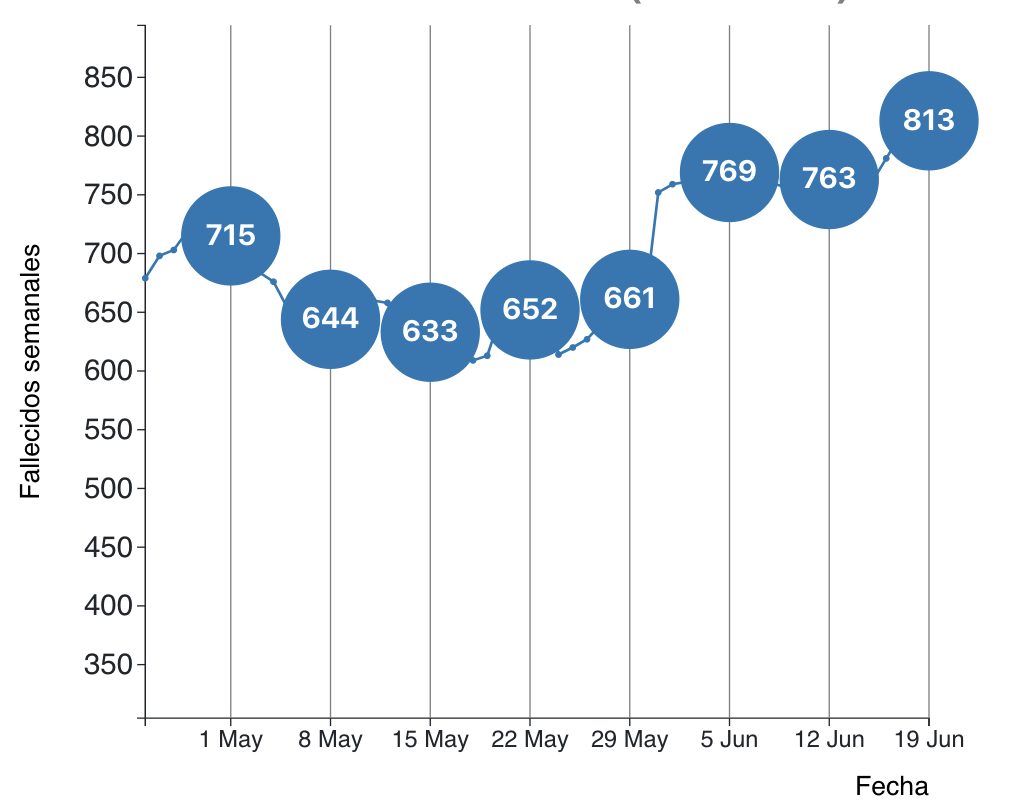 850
800
750
700
650
600
550
500
450
400
350
Fallecidos semanales
715
644
633
652
661
769
763
813
1 May
8 May
15 May
22 May
29 May
5 Jun
12 Jun
19 Jun
Fecha